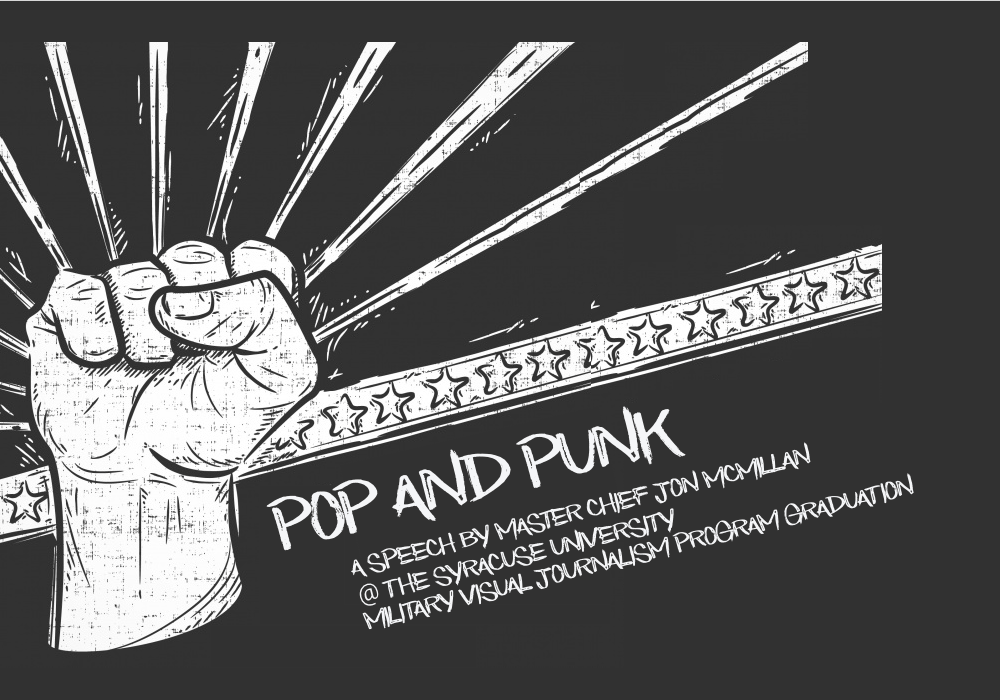 POP AND PUNK
A SPEECH BY MASTER CHIEF JON MCMILLAN
@ THE SYRACUSE UNIVERSITY
MILITARY VISUAL JOURNALISM PROGRAM GRADUATION